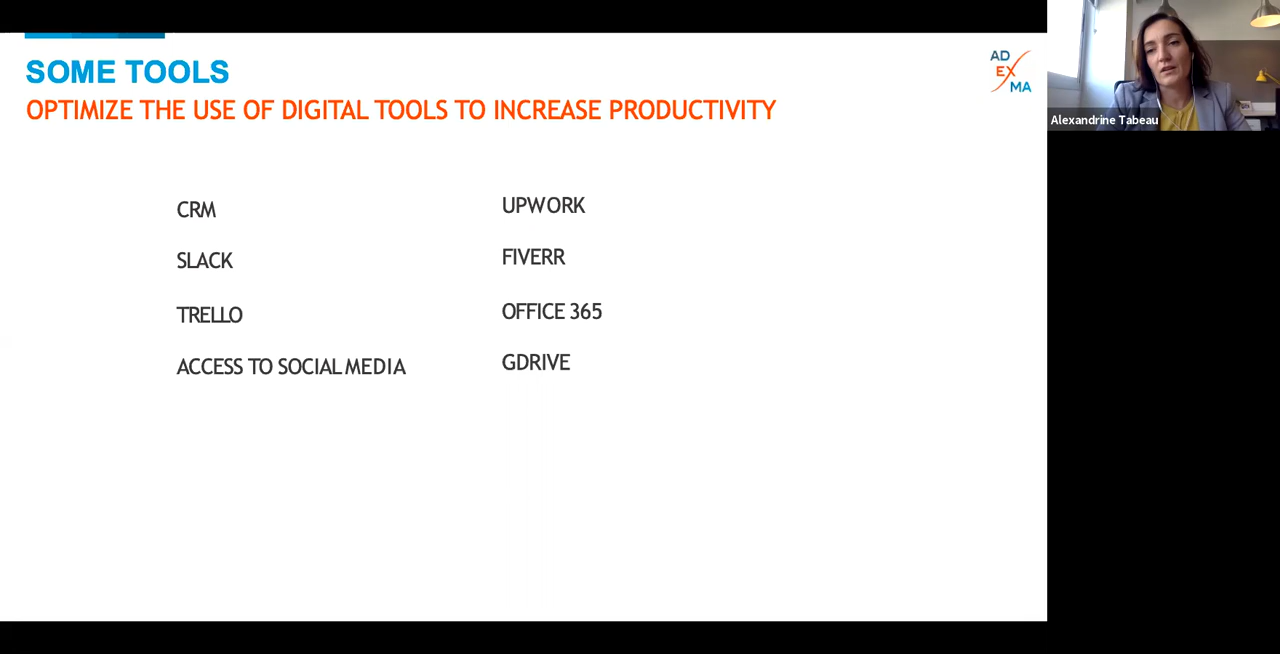 SOME TOOLS
OPTIMIZE THE USE OF DIGITAL TOOLS TO INCREASE PRODUCTIVITY
AD
EX
MA
Alexandrine Tabeau
CRM
SLACK
TRELLO
ACCESS TO SOCIAL MEDIA
UPWORK
FIVERR
OFFICE 365
GDRIVE